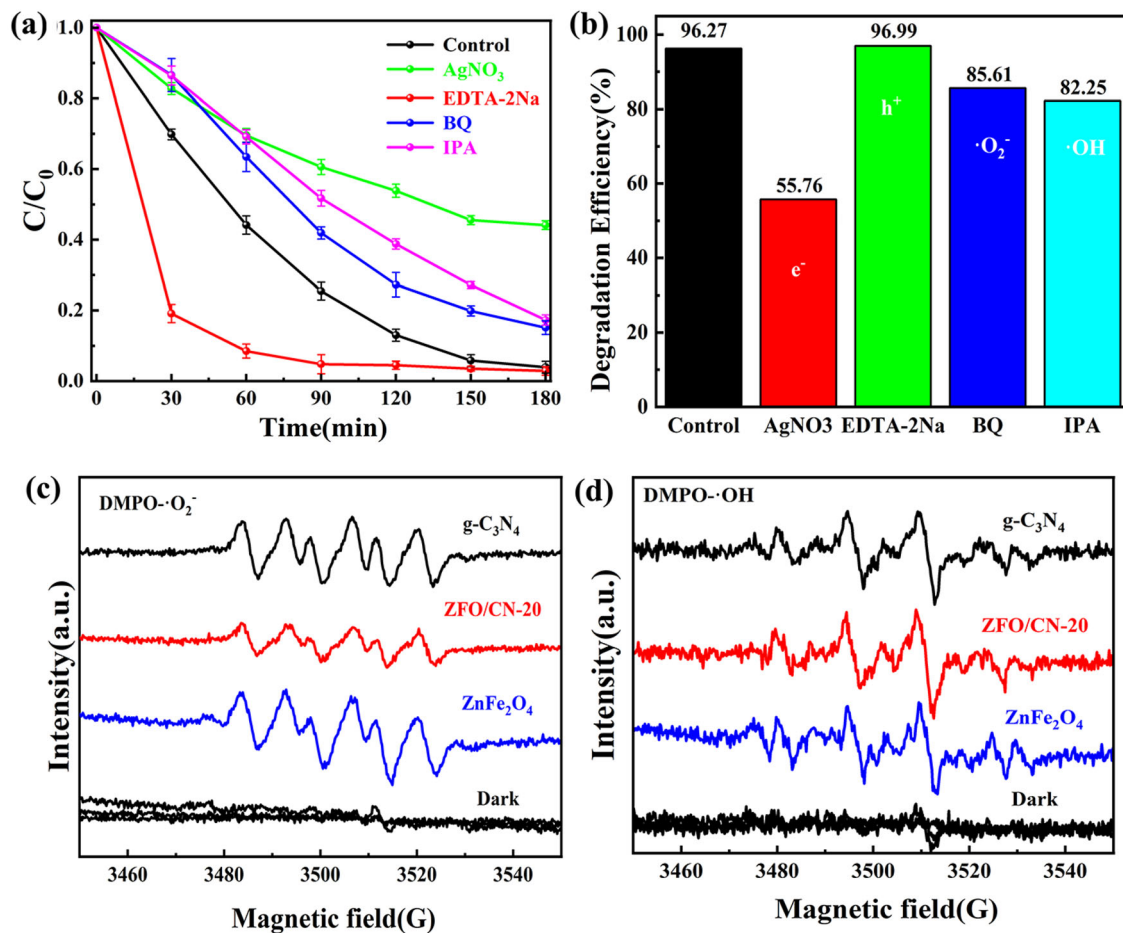 (a)
C/C₀
1.0
0.8
0.6
0.4
0.2
0.0
Control
AgNO₃
EDTA-2Na
BQ
IPA
0 30 60 90 120 150 180
Time(min)
(b)
Degradation Efficiency(%)
100
80
60
40
20
0
96.27
55.76
96.99
85.61
82.25
e⁻
h⁺
·O₂⁻
·OH
Control AgNO3 EDTA-2Na BQ IPA
(c)
DMPO-·O₂⁻
Intensity(a.u.)
g-C₃N₄
ZFO/CN-20
ZnFe₂O₄
Dark
3460 3480 3500 3520 3540
Magnetic field(G)
(d)
DMPO-·OH
Intensity(a.u.)
g-C₃N₄
ZFO/CN-20
ZnFe₂O₄
Dark
3460 3480 3500 3520 3540
Magnetic field(G)